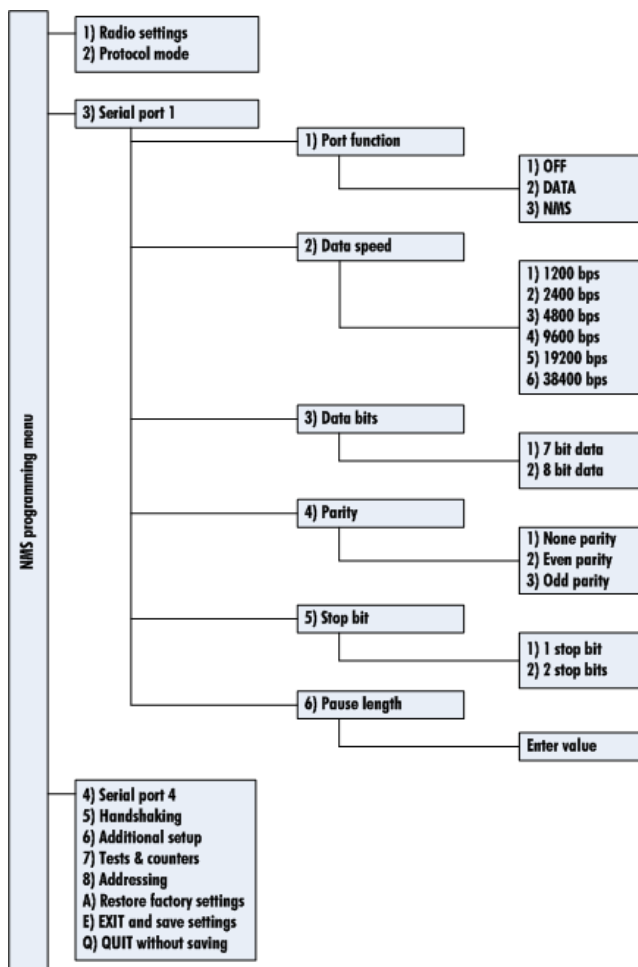 NMS programming menu
1) Radio settings
2) Protocol mode
3) Serial port 1
1) Port function
1) OFF
2) DATA
3) NMS
2) Data speed
1) 1200 bps
2) 2400 bps
3) 4800 bps
4) 9600 bps
5) 19200 bps
6) 38400 bps
3) Data bits
1) 7 bit data
2) 8 bit data
4) Parity
1) None parity
2) Even parity
3) Odd parity
5) Stop bit
1) 1 stop bit
2) 2 stop bits
6) Pause length
Enter value
4) Serial port 4
5) Handshaking
6) Additional setup
7) Tests & counters
8) Addressing
A) Restore factory settings
E) EXIT and save settings
Q) QUIT without saving